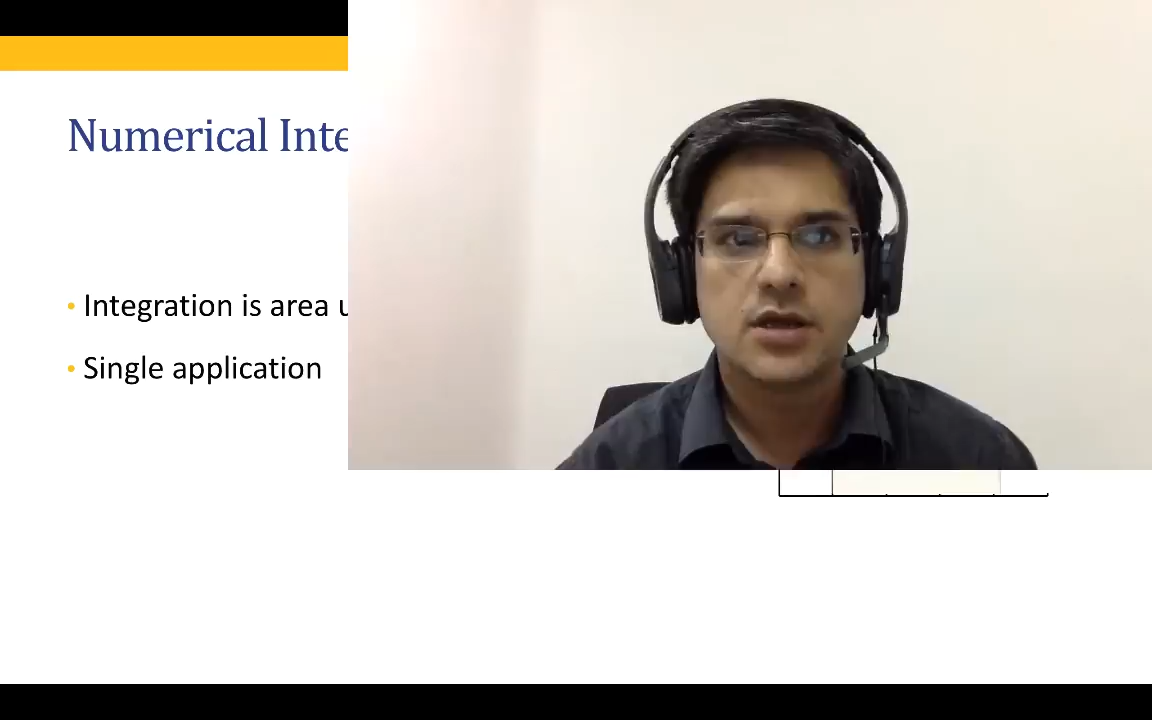 Numerical Inte
• Integration is area u
• Single application